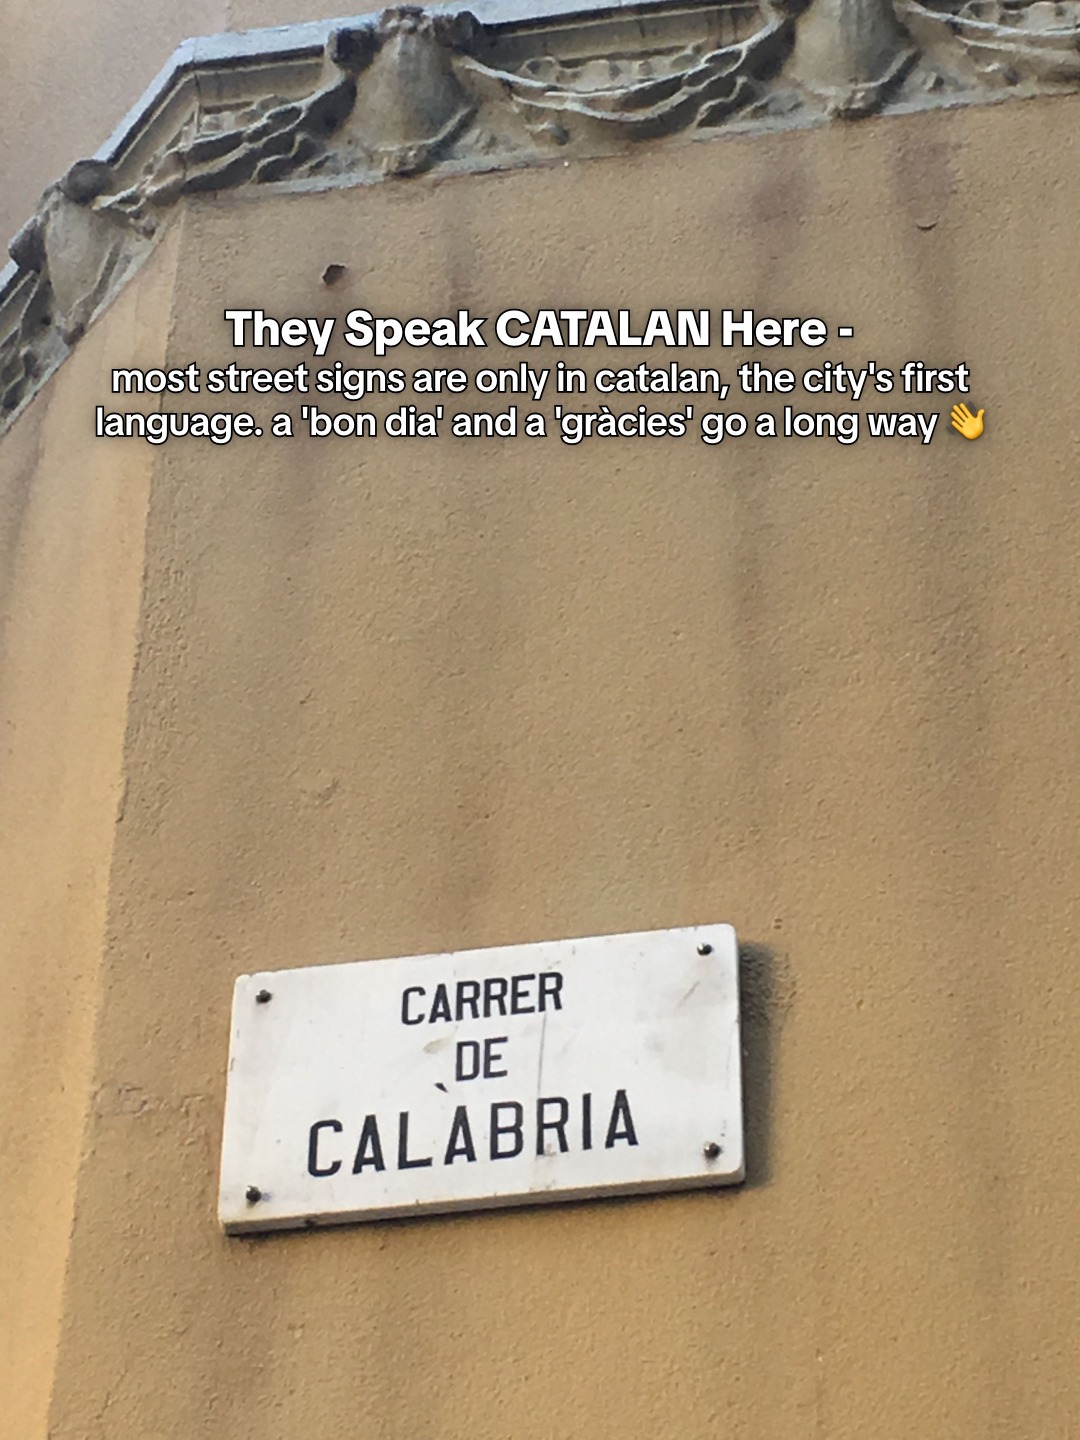 They Speak CATALAN Here -
most street signs are only in catalan, the city's first
language. a 'bon dia' and a 'gràcies' go a long way 👋
CARRER
DE
CALÀBRIA